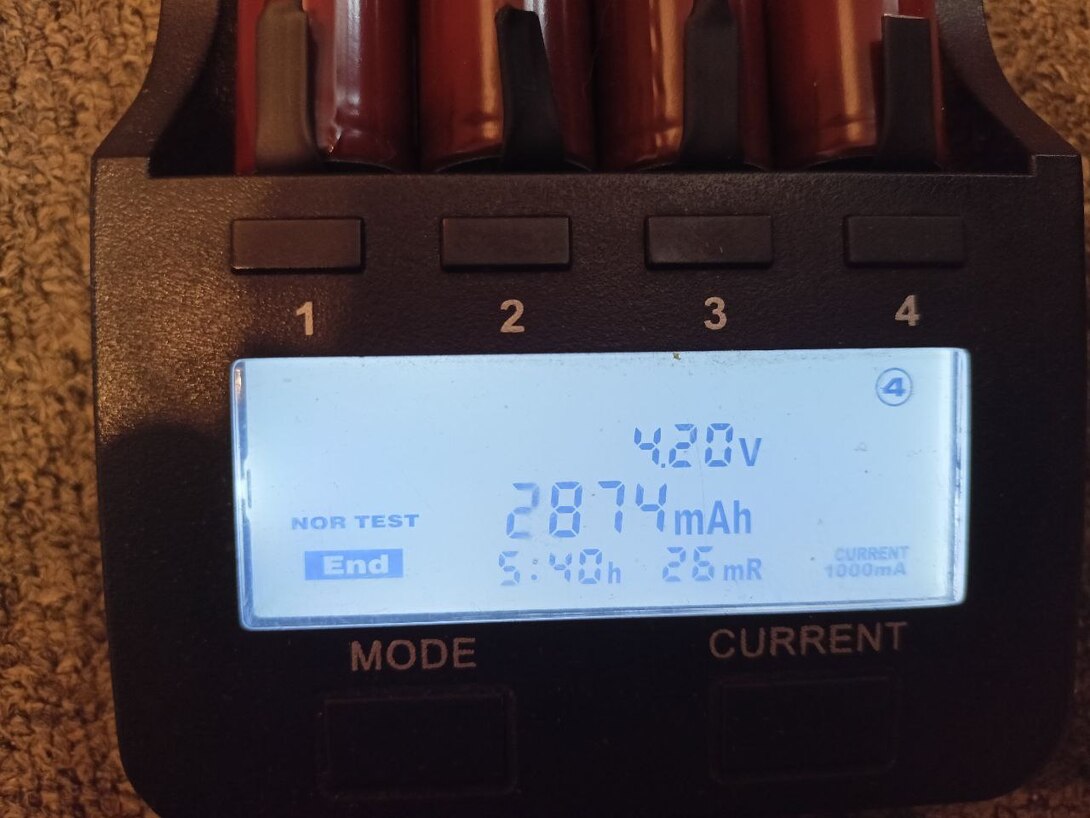 1 2 3 4
4
4.20V
NOR TEST 2874mAh
End 5:40h 26mR CURRENT 1000mA
MODE CURRENT